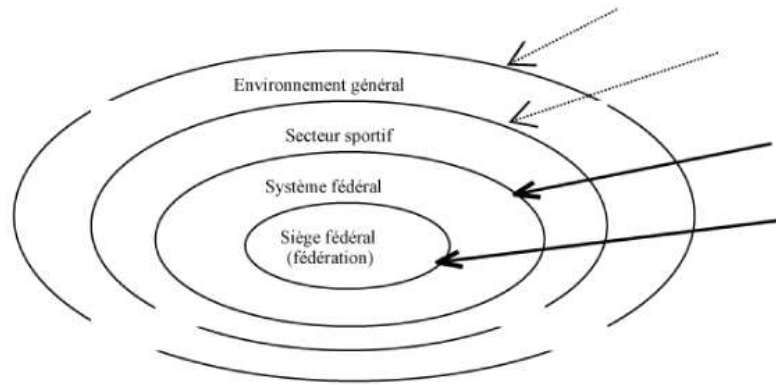 Environnement général
Secteur sportif
Système fédéral
Siège fédéral
(fédération)